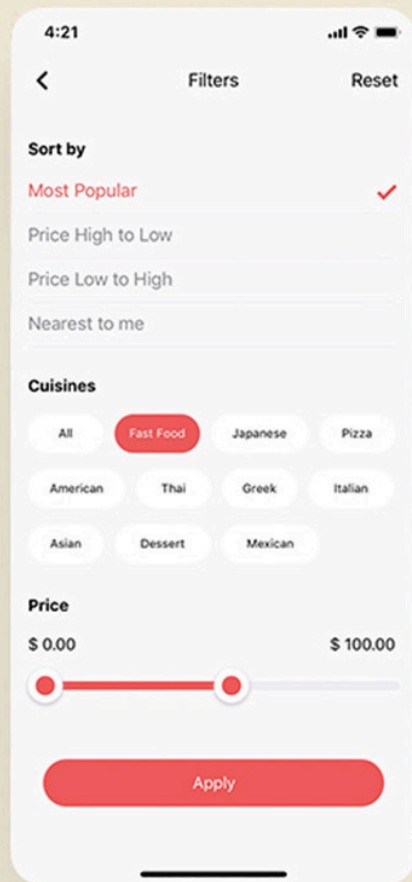 4:21
Filters Reset
Sort by
Most Popular
Price High to Low
Price Low to High
Nearest to me
Cuisines
All Fast Food Japanese Pizza
American Thai Greek Italian
Asian Dessert Mexican
Price
$ 0.00 $ 100.00
Apply